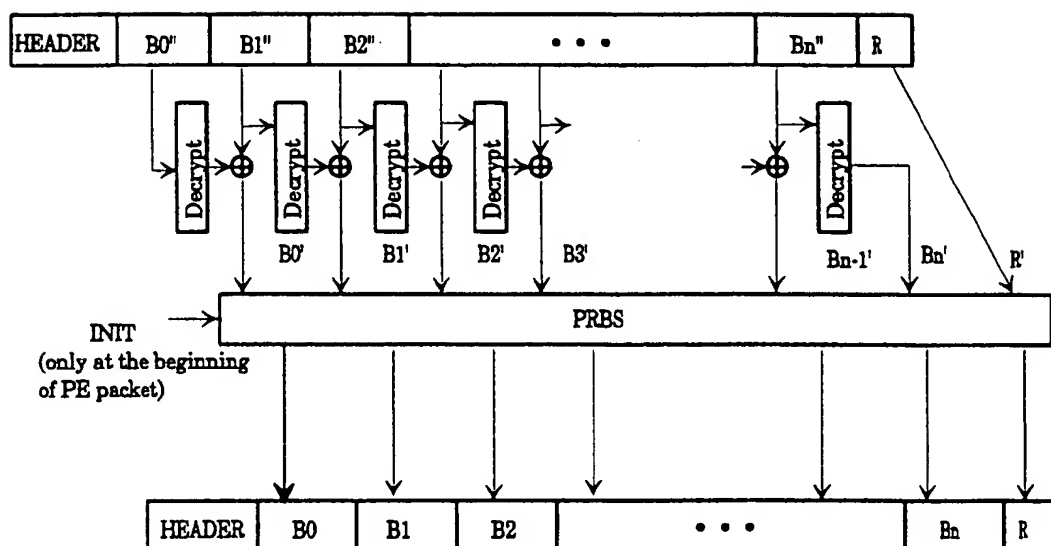 HEADER B0" B1" B2" • • • Bn" R
Decrypt Decrypt Decrypt Decrypt Decrypt
B0' B1' B2' B3' Bn-1' Bn' R'
PRBS
INIT
(only at the beginning
of PE packet)
HEADER B0 B1 B2 • • • Bn R